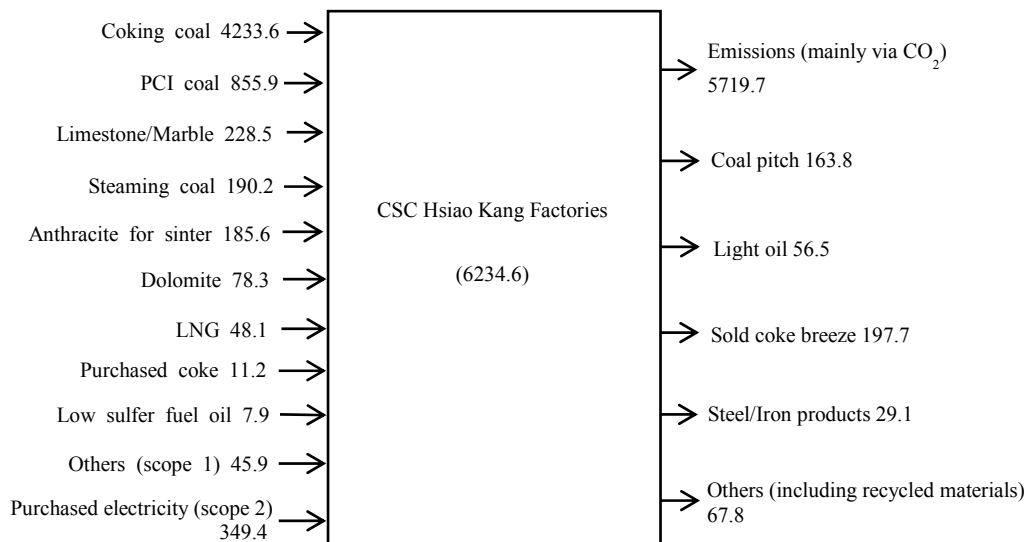 Coking coal 4233.6
PCI coal 855.9
Limestone/Marble 228.5
Steaming coal 190.2
Anthracite for sinter 185.6
Dolomite 78.3
LNG 48.1
Purchased coke 11.2
Low sulfer fuel oil 7.9
Others (scope 1) 45.9
Purchased electricity (scope 2)
349.4
CSC Hsiao Kang Factories
(6234.6)
Emissions (mainly via CO₂)
5719.7
Coal pitch 163.8
Light oil 56.5
Sold coke breeze 197.7
Steel/Iron products 29.1
Others (including recycled materials)
67.8